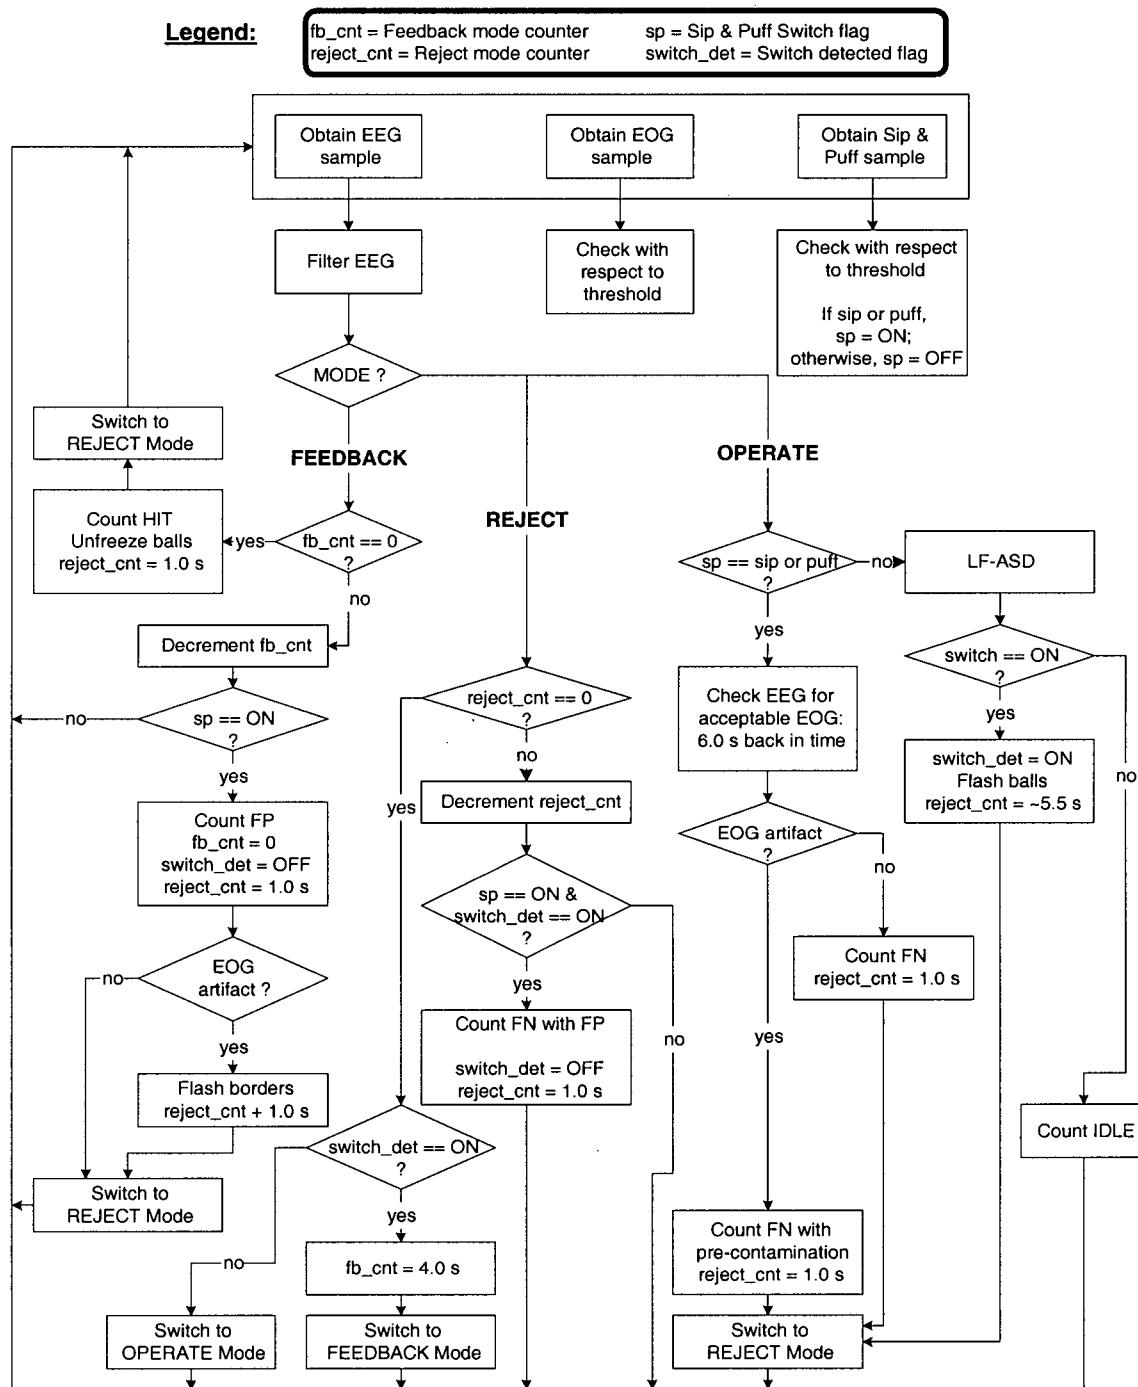 Legend:
fb_cnt = Feedback mode counter
sp = Sip & Puff Switch flag
reject_cnt = Reject mode counter
switch_det = Switch detected flag
Obtain EEG
sample
Obtain EOG
sample
Obtain Sip &
Puff sample
Filter EEG
Check with
respect to
threshold
Check with respect
to threshold
If sip or puff,
sp = ON;
otherwise, sp = OFF
MODE ?
Switch to
REJECT Mode
FEEDBACK
REJECT
OPERATE
Count HIT
Unfreeze balls
reject_cnt = 1.0 s
yes
fb_cnt == 0
?
no
sp == sip or puff
?
no
LF-ASD
yes
Decrement fb_cnt
switch == ON
?
no
sp == ON
?
no
yes
reject_cnt == 0
?
no
yes
Check EEG for
acceptable EOG:
6.0 s back in time
yes
switch_det = ON
Flash balls
reject_cnt = ~5.5 s
Decrement reject_cnt
Count FP
fb_cnt = 0
switch_det = OFF
reject_cnt = 1.0 s
EOG artifact
?
no
sp == ON &
switch_det == ON
?
yes
no
EOG
artifact ?
no
yes
Count FN
reject_cnt = 1.0 s
Count FN with FP
switch_det = OFF
reject_cnt = 1.0 s
yes
Flash borders
reject_cnt + 1.0 s
Count IDLE
switch_det == ON
?
yes
no
Switch to
REJECT Mode
fb_cnt = 4.0 s
Count FN with
pre-contamination
reject_cnt = 1.0 s
Switch to
OPERATE Mode
Switch to
FEEDBACK Mode
Switch to
REJECT Mode